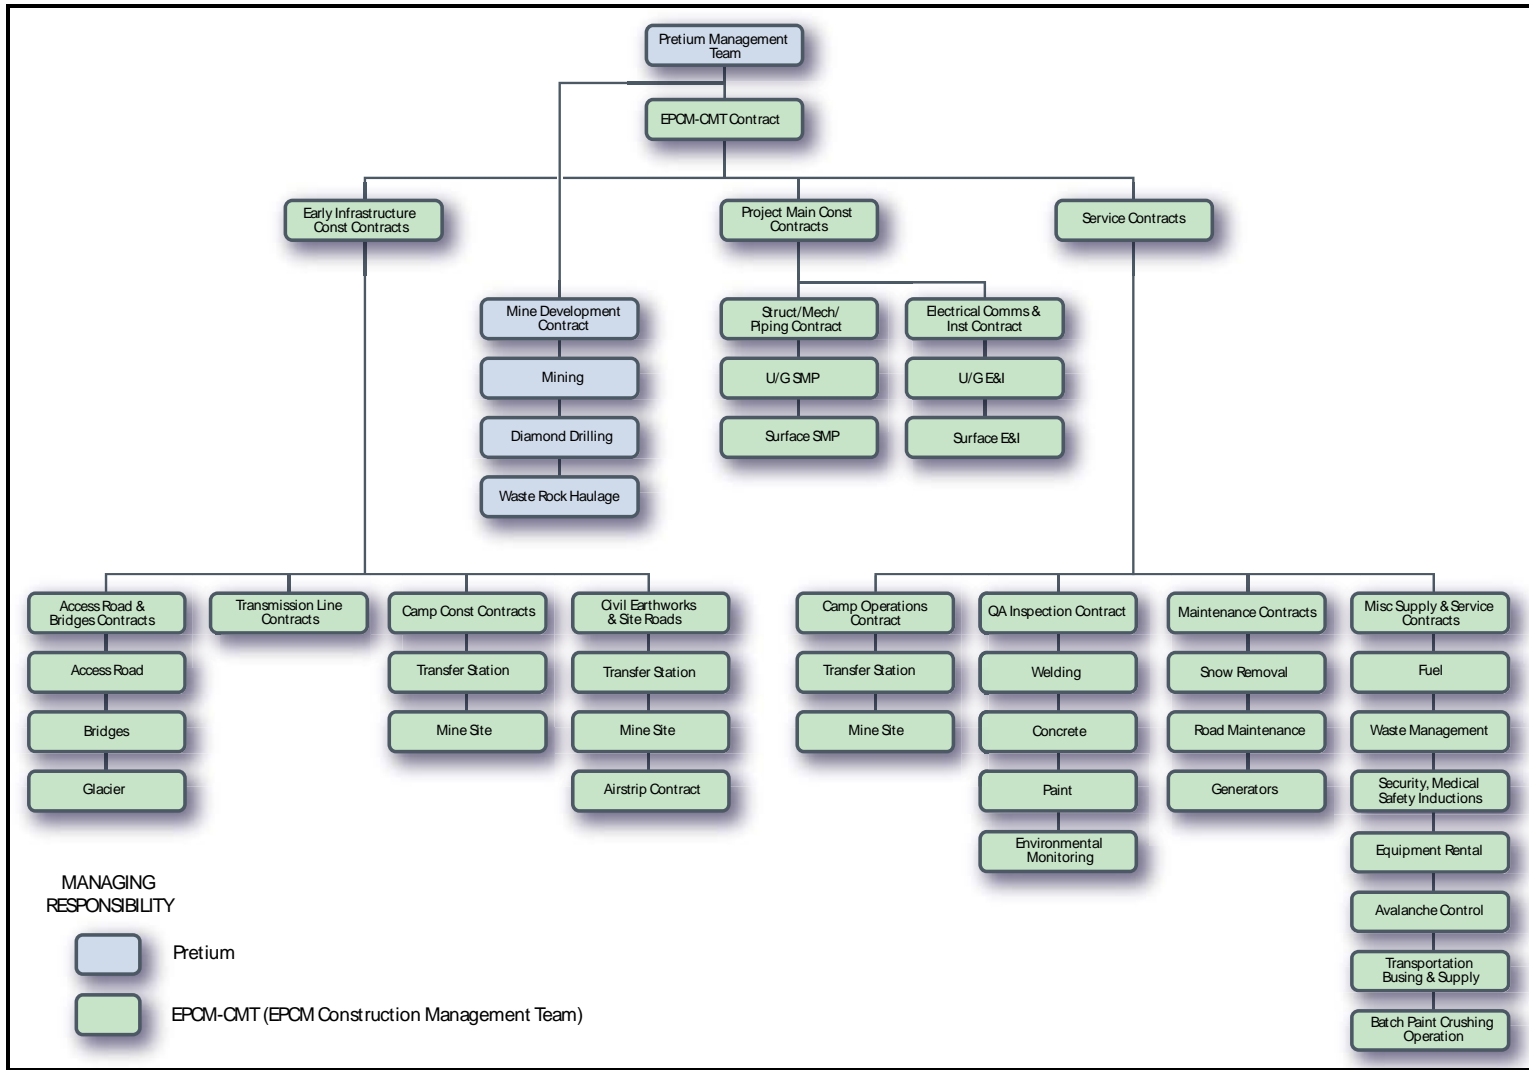 Pretium Management
Team
EPCM-CMT Contract
Early Infrastructure
Const Contracts
Project Main Const
Contracts
Service Contracts
Mine Development
Contract
Struct/Mech/
Piping Contract
Electrical Comms &
Inst Contract
Mining
U/G SMP
U/G E&I
Diamond Drilling
Surface SMP
Surface E&I
Waste Rock Haulage
Access Road &
Bridges Contracts
Transmission Line
Contracts
Camp Const Contracts
Civil Earthworks
& Site Roads
Camp Operations
Contract
QA Inspection Contract
Maintenance Contracts
Misc Supply & Service
Contracts
Access Road
Transfer Station
Transfer Station
Transfer Station
Welding
Snow Removal
Fuel
Bridges
Mine Site
Mine Site
Mine Site
Concrete
Road Maintenance
Waste Management
Glacier
Airstrip Contract
Paint
Generators
Security, Medical
Safety Inductions
Environmental
Monitoring
Equipment Rental
Avalanche Control
Transportation
Busing & Supply
Batch Paint Crushing
Operation
MANAGING
RESPONSIBILITY
Pretium
EPCM-CMT (EPCM Construction Management Team)